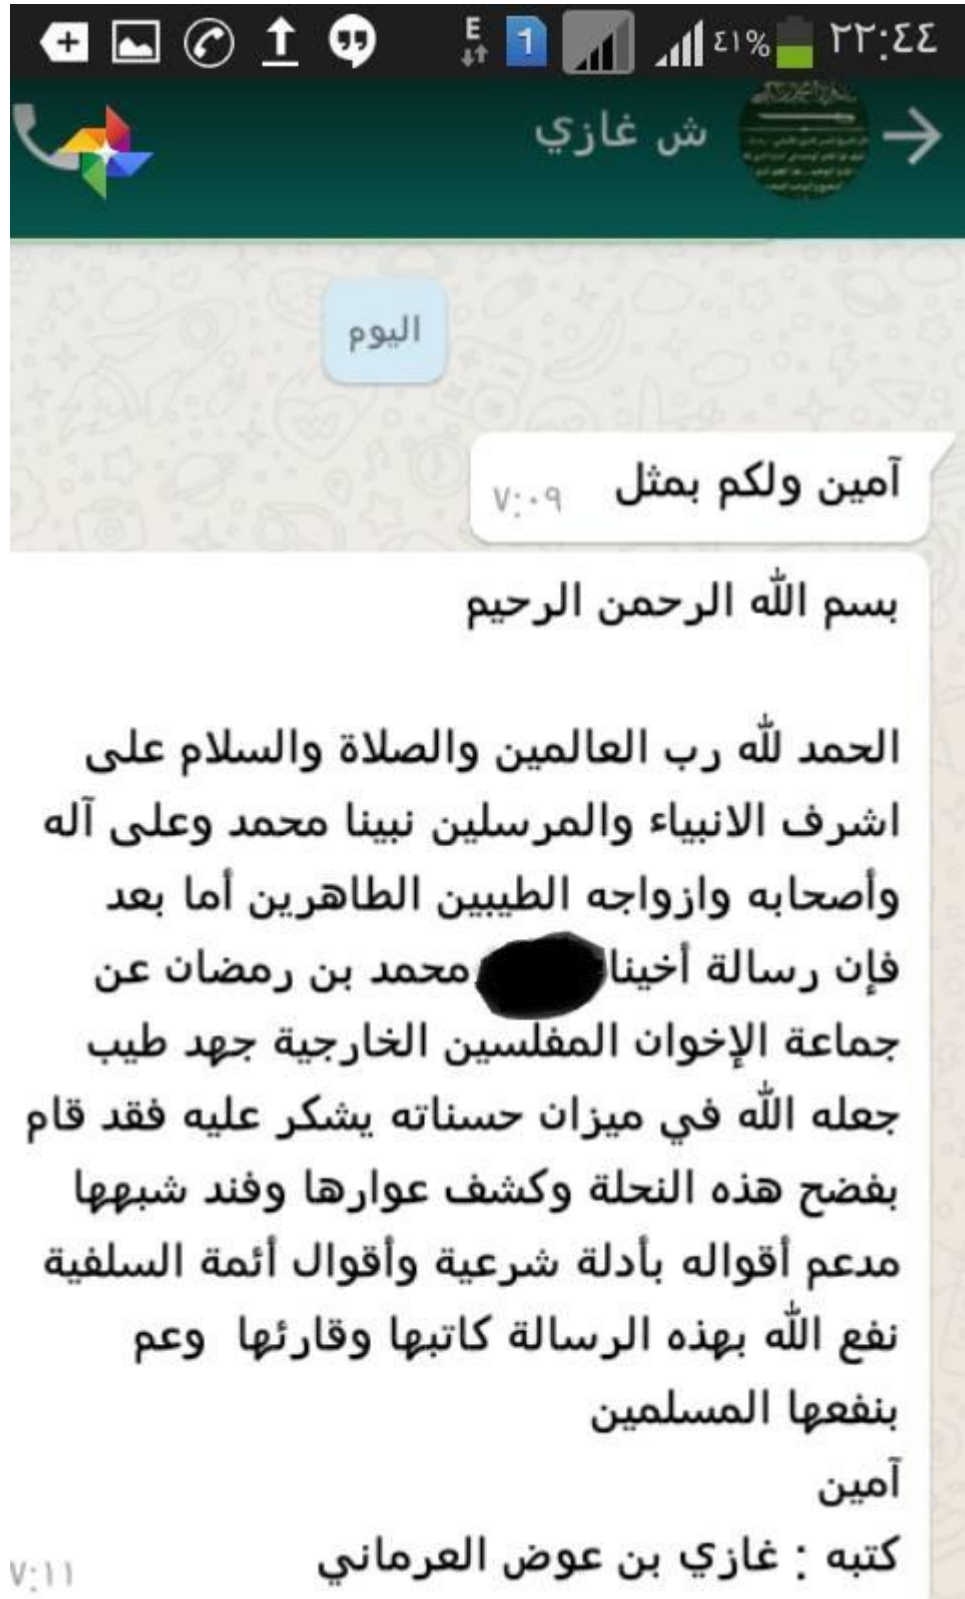 E
1
٤١%
٢٢:٤٤
ش غازي
اليوم
آمين ولكم بمثل
٧:٠٩
بسم الله الرحمن الرحيم
الحمد لله رب العالمين والصلاة والسلام على
اشرف الانبياء والمرسلين نبينا محمد وعلى آله
وأصحابه وازواجه الطيبين الطاهرين أما بعد
فإن رسالة أخينا محمد بن رمضان عن
جماعة الإخوان المفلسين الخارجية جهد طيب
جعله الله في ميزان حسناته يشكر عليه فقد قام
بفضح هذه النحلة وكشف عوارها وفند شبهها
مدعم أقواله بأدلة شرعية وأقوال أئمة السلفية
نفع الله بهذه الرسالة كاتبها وقارئها وعم
بنفعها المسلمين
آمين
كتبه : غازي بن عوض العرماني
٧:١١